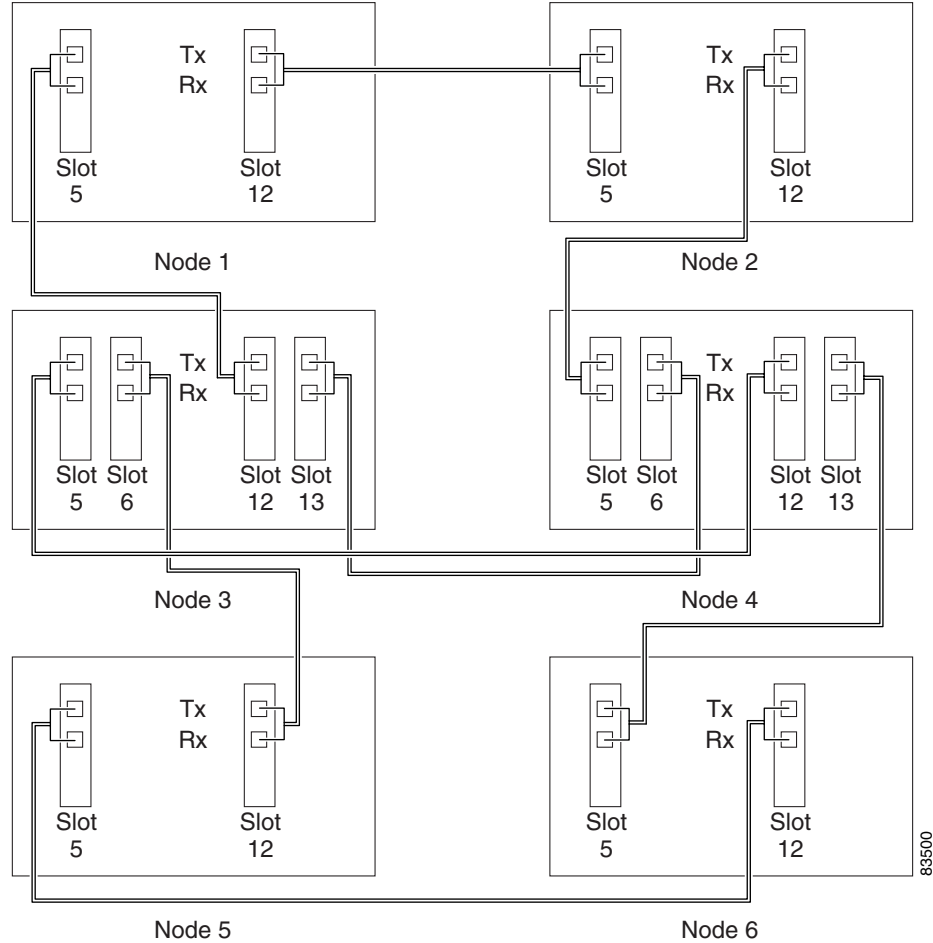 Tx
Rx
Slot
5
Slot
12
Node 1
Tx
Rx
Slot
5
Slot
12
Node 2
Tx
Rx
Slot
5
Slot
6
Slot
12
Slot
13
Node 3
Tx
Rx
Slot
5
Slot
6
Slot
12
Slot
13
Node 4
Tx
Rx
Slot
5
Slot
12
Node 5
Tx
Rx
Slot
5
Slot
12
Node 6
83500